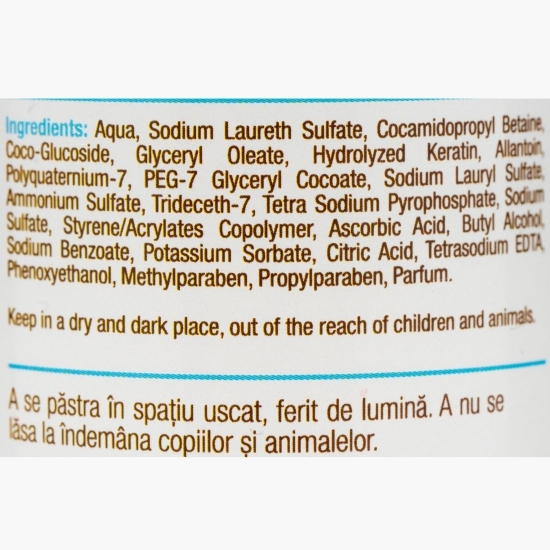 Ingredients: Aqua, Sodium Laureth Sulfate, Cocamidopropyl Betaine,
Coco-Glucoside, Glyceryl Oleate, Hydrolyzed Keratin, Allantoin,
Polyquaternium-7, PEG-7 Glyceryl Cocoate, Sodium Lauryl Sulfate,
Ammonium Sulfate, Trideceth-7, Tetra Sodium Pyrophosphate, Sodium
Sulfate, Styrene/Acrylates Copolymer, Ascorbic Acid, Butyl Alcohol,
Sodium Benzoate, Potassium Sorbate, Citric Acid, Tetrasodium EDTA,
Phenoxyethanol, Methylparaben, Propylparaben, Parfum.
Keep in a dry and dark place, out of the reach of children and animals.
A se păstra în spațiu uscat, ferit de lumină. A nu se
lăsa la îndemâna copiilor și animalelor.